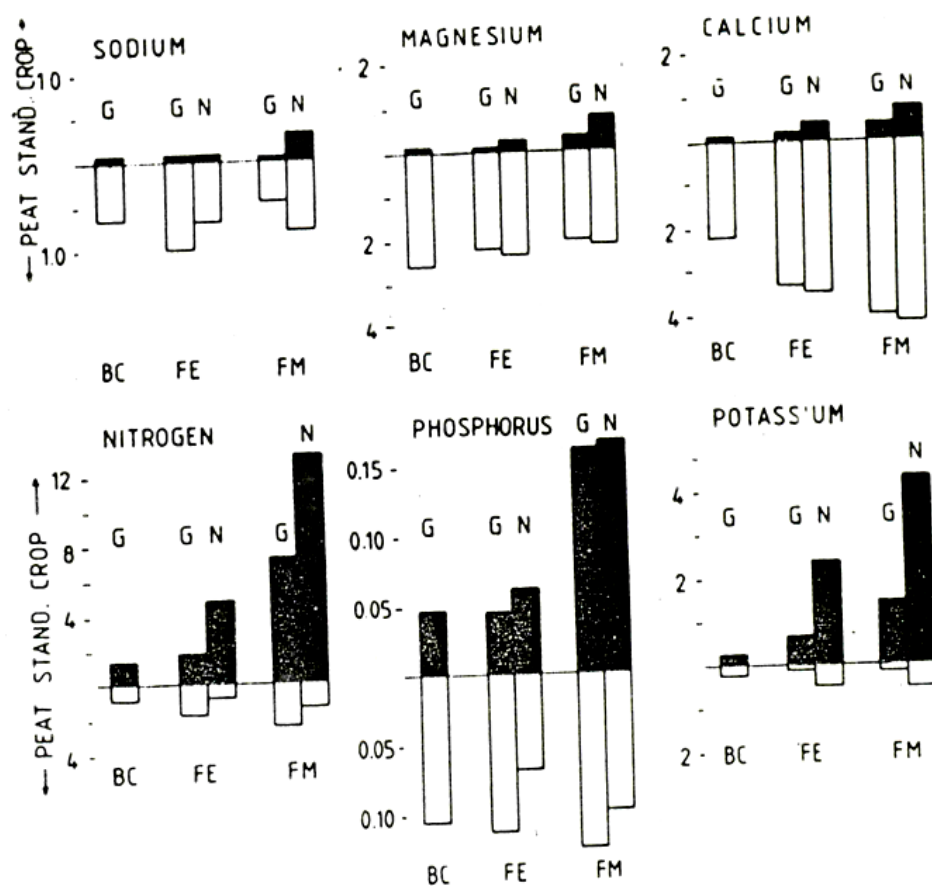 SODIUM
MAGNESIUM
CALCIUM
← PEAT STAND. CROP →
10
1.0
G
G N
G N
BC FE FM
2
2
4
G
G N
G N
BC FE FM
2
2
4
G
G N
G N
BC FE FM
NITROGEN
PHOSPHORUS
POTASS'UM
← PEAT STAND. CROP →
12
8
4
4
G
G N
G
N
BC FE FM
0.15
0.10
0.05
0.05
0.10
G
G N
G N
BC FE FM
4
2
2
G
G N
G
N
BC FE FM